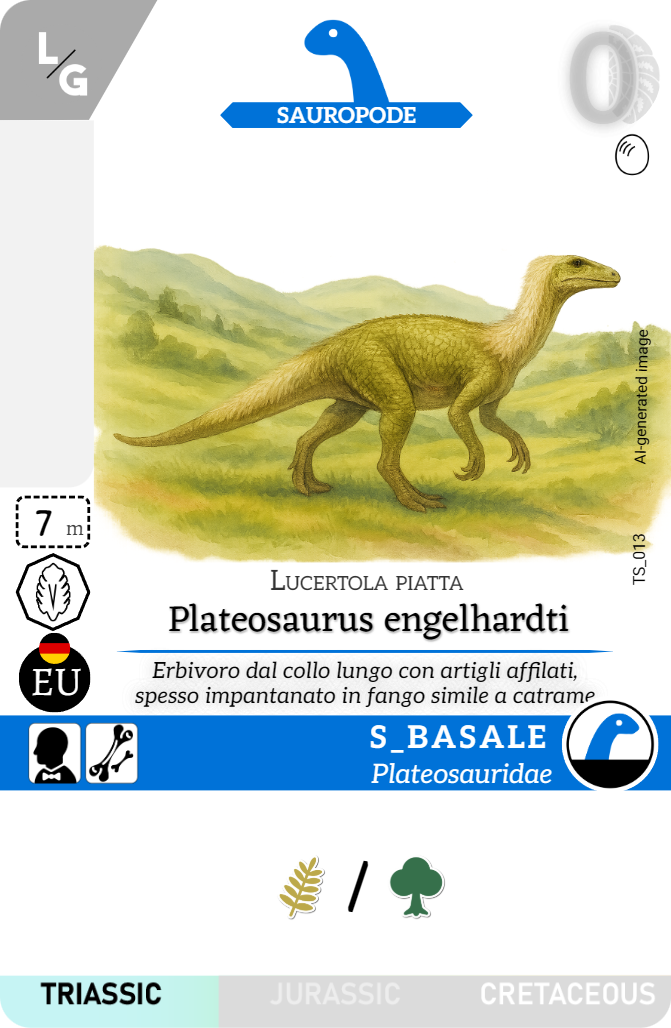 L/G
SAUROPODE
0
AI-generated image
TS_013
7 m
EU
LUCERTOLA PIATTA
Plateosaurus engelhardti
Erbivoro dal collo lungo con artigli affilati,
spesso impantanato in fango simile a catrame
S_BASALE
Plateosauridae
/
TRIASSIC JURASSIC CRETACEOUS